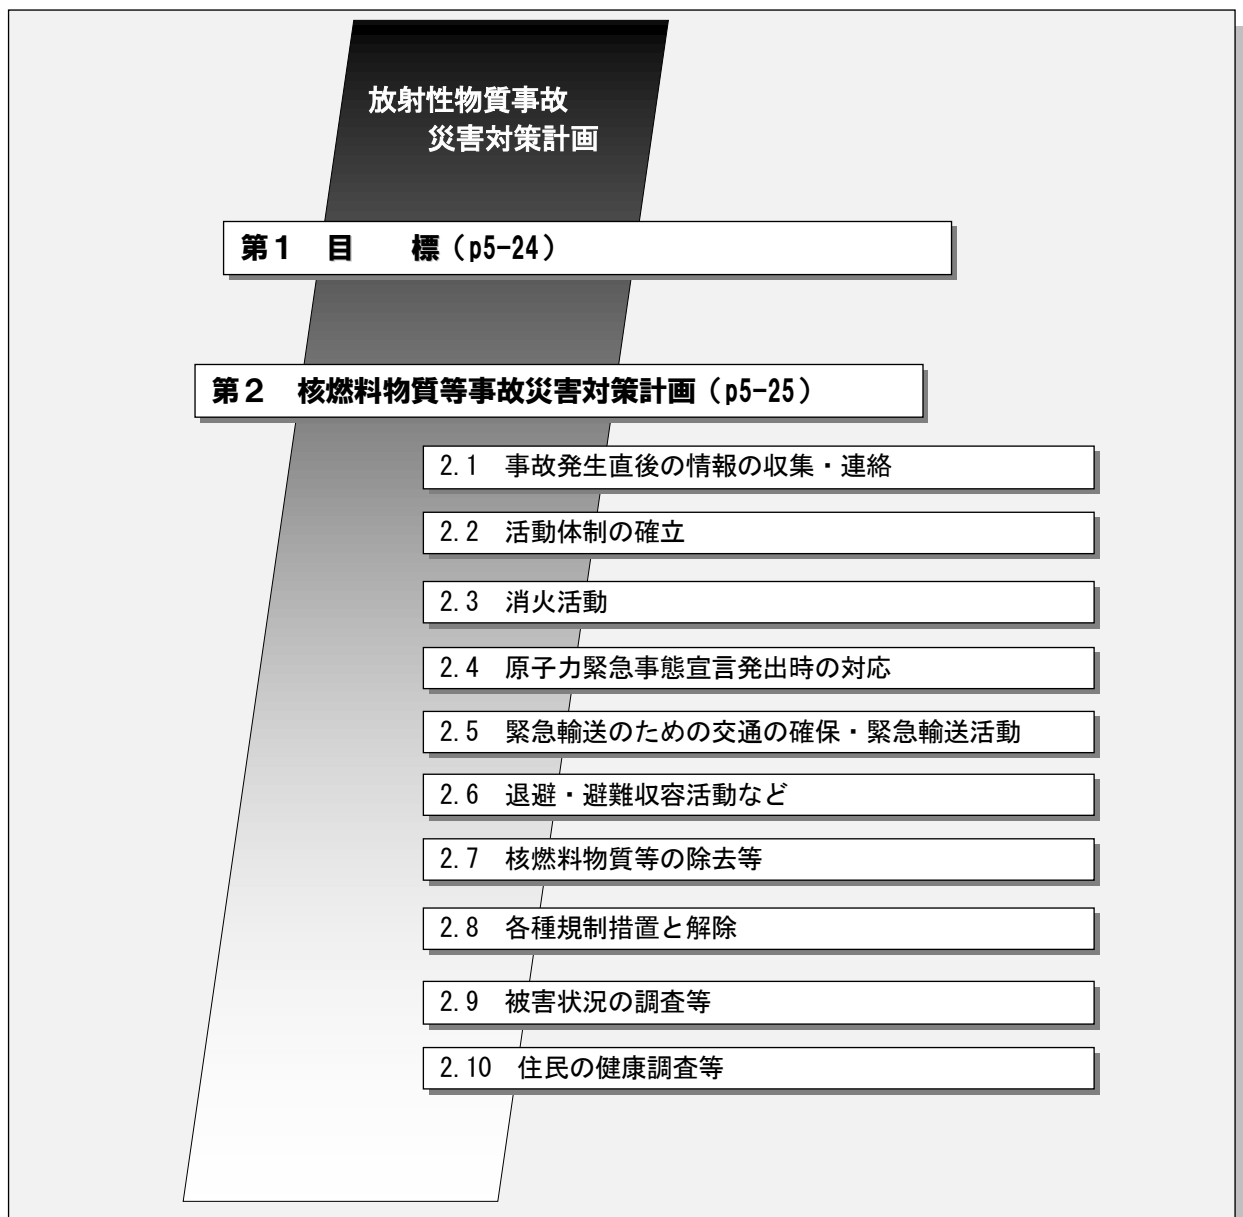 放射性物質事故
災害対策計画
第1　目　　標(p5-24)
第2　核燃料物質等事故災害対策計画(p5-25)
2.1　事故発生直後の情報の収集・連絡
2.2　活動体制の確立
2.3　消火活動
2.4　原子力緊急事態宣言発出時の対応
2.5　緊急輸送のための交通の確保・緊急輸送活動
2.6　退避・避難収容活動など
2.7　核燃料物質等の除去等
2.8　各種規制措置と解除
2.9　被害状況の調査等
2.10　住民の健康調査等